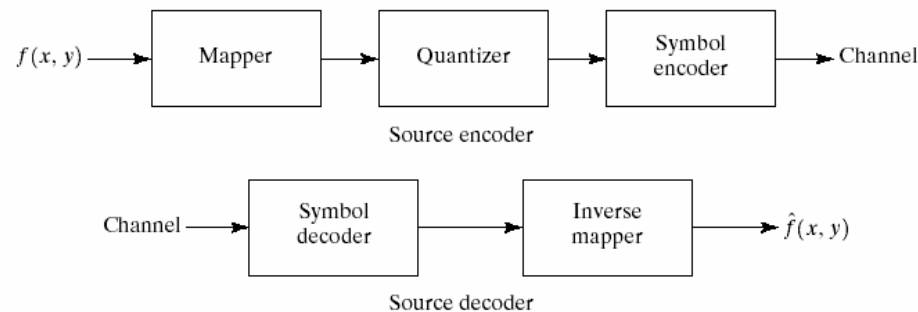 f(x, y)
Mapper
Quantizer
Symbol
encoder
Channel
Source encoder
Channel
Symbol
decoder
Inverse
mapper
f̂(x, y)
Source decoder